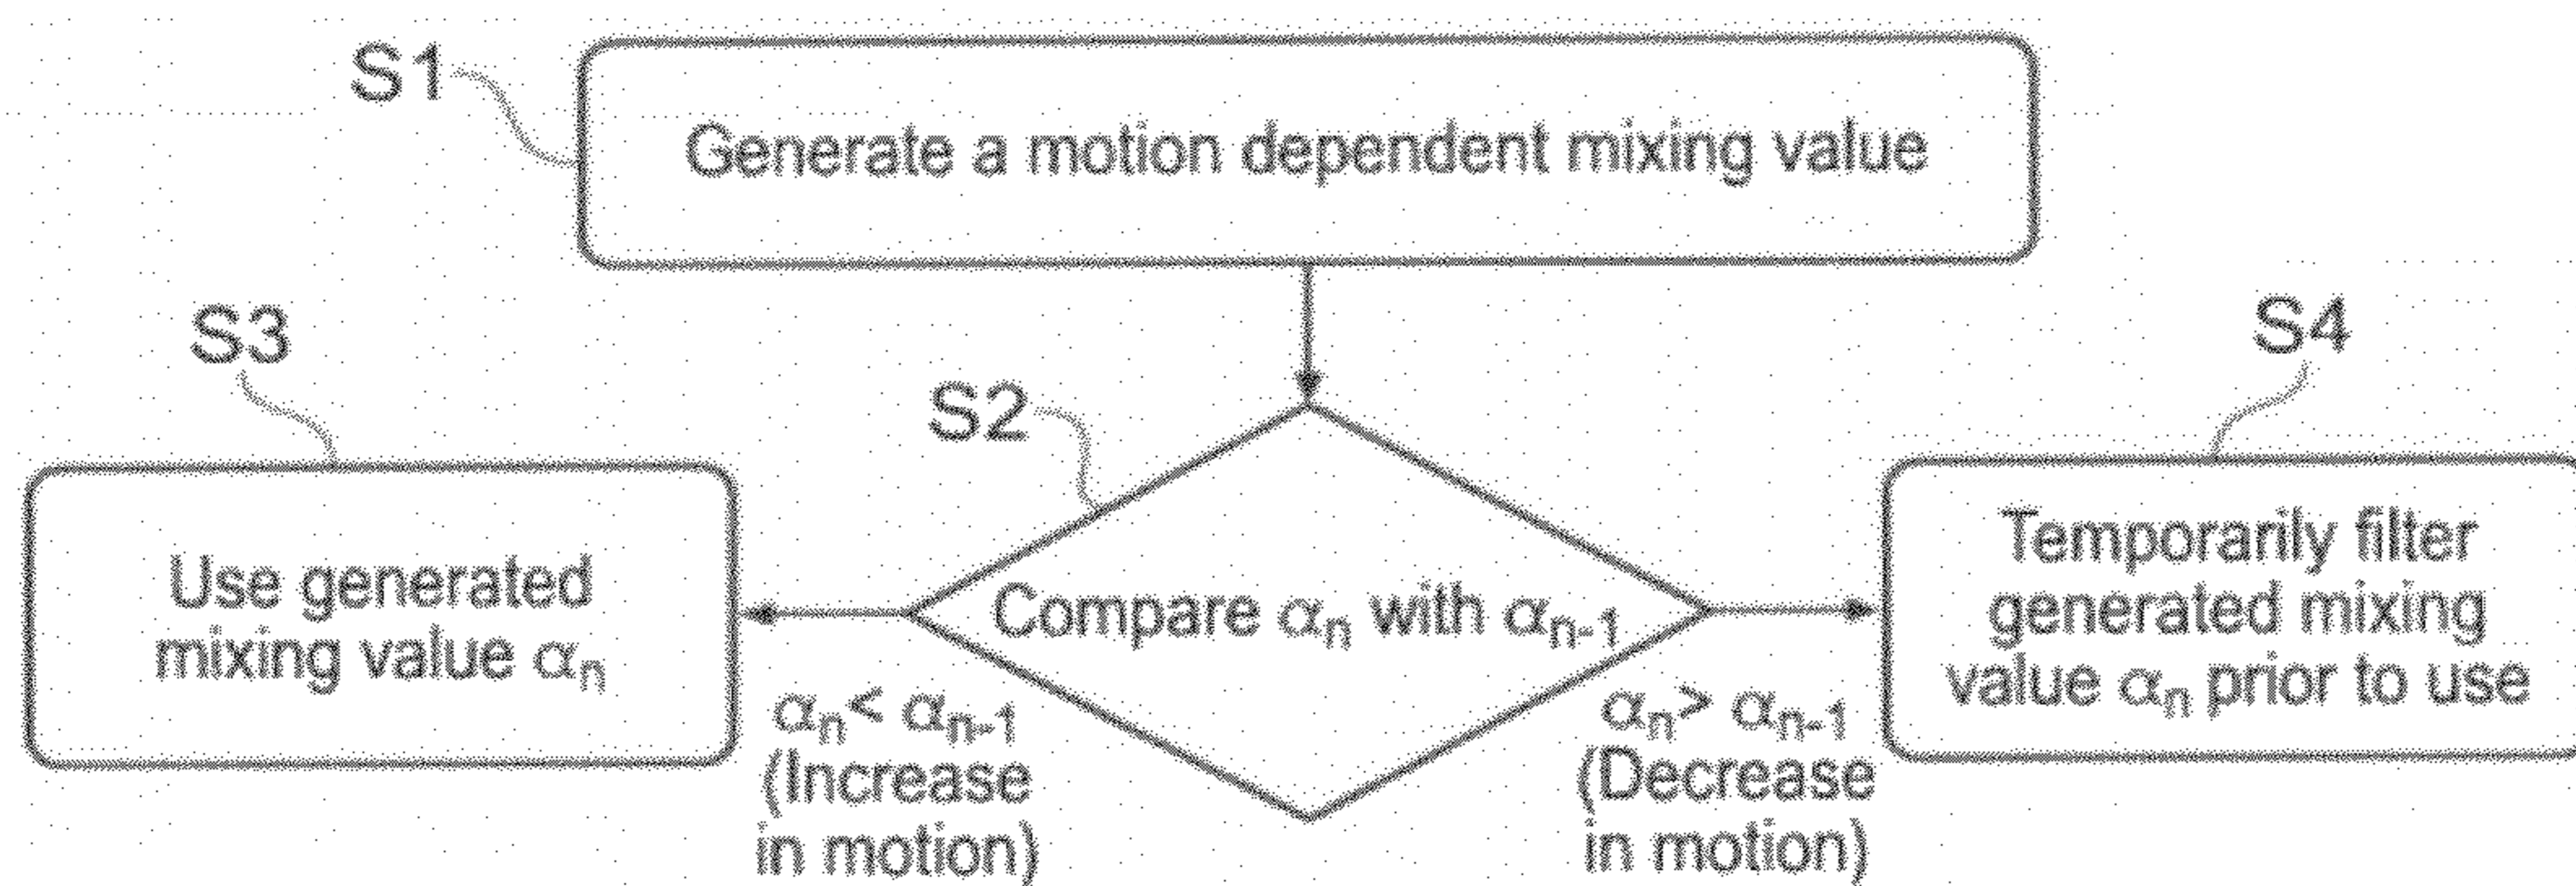 S1
Generate a motion dependent mixing value
S3
S2
S4
Use generated
mixing value αn
Compare αn with αn-1
Temporarily filter
generated mixing
value αn prior to use
αn< αn-1
(Increase
in motion)
αn> αn-1
(Decrease
in motion)